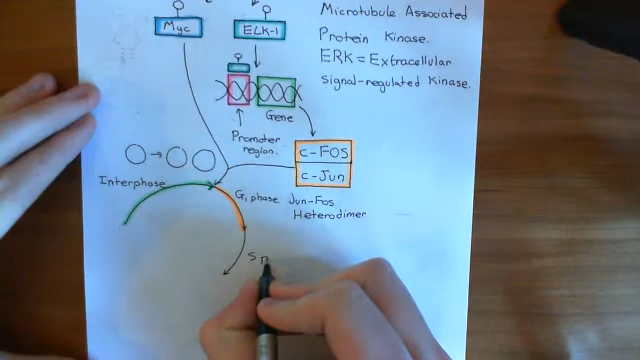 Myc
ELK-1
Microtubule Associated
Protein Kinase.
ERK = Extracellular
signal-regulated Kinase.
Gene
Promoter
region.
c-FOS
c-Jun
Interphase
G1 phase
Jun-Fos
Heterodimer
S